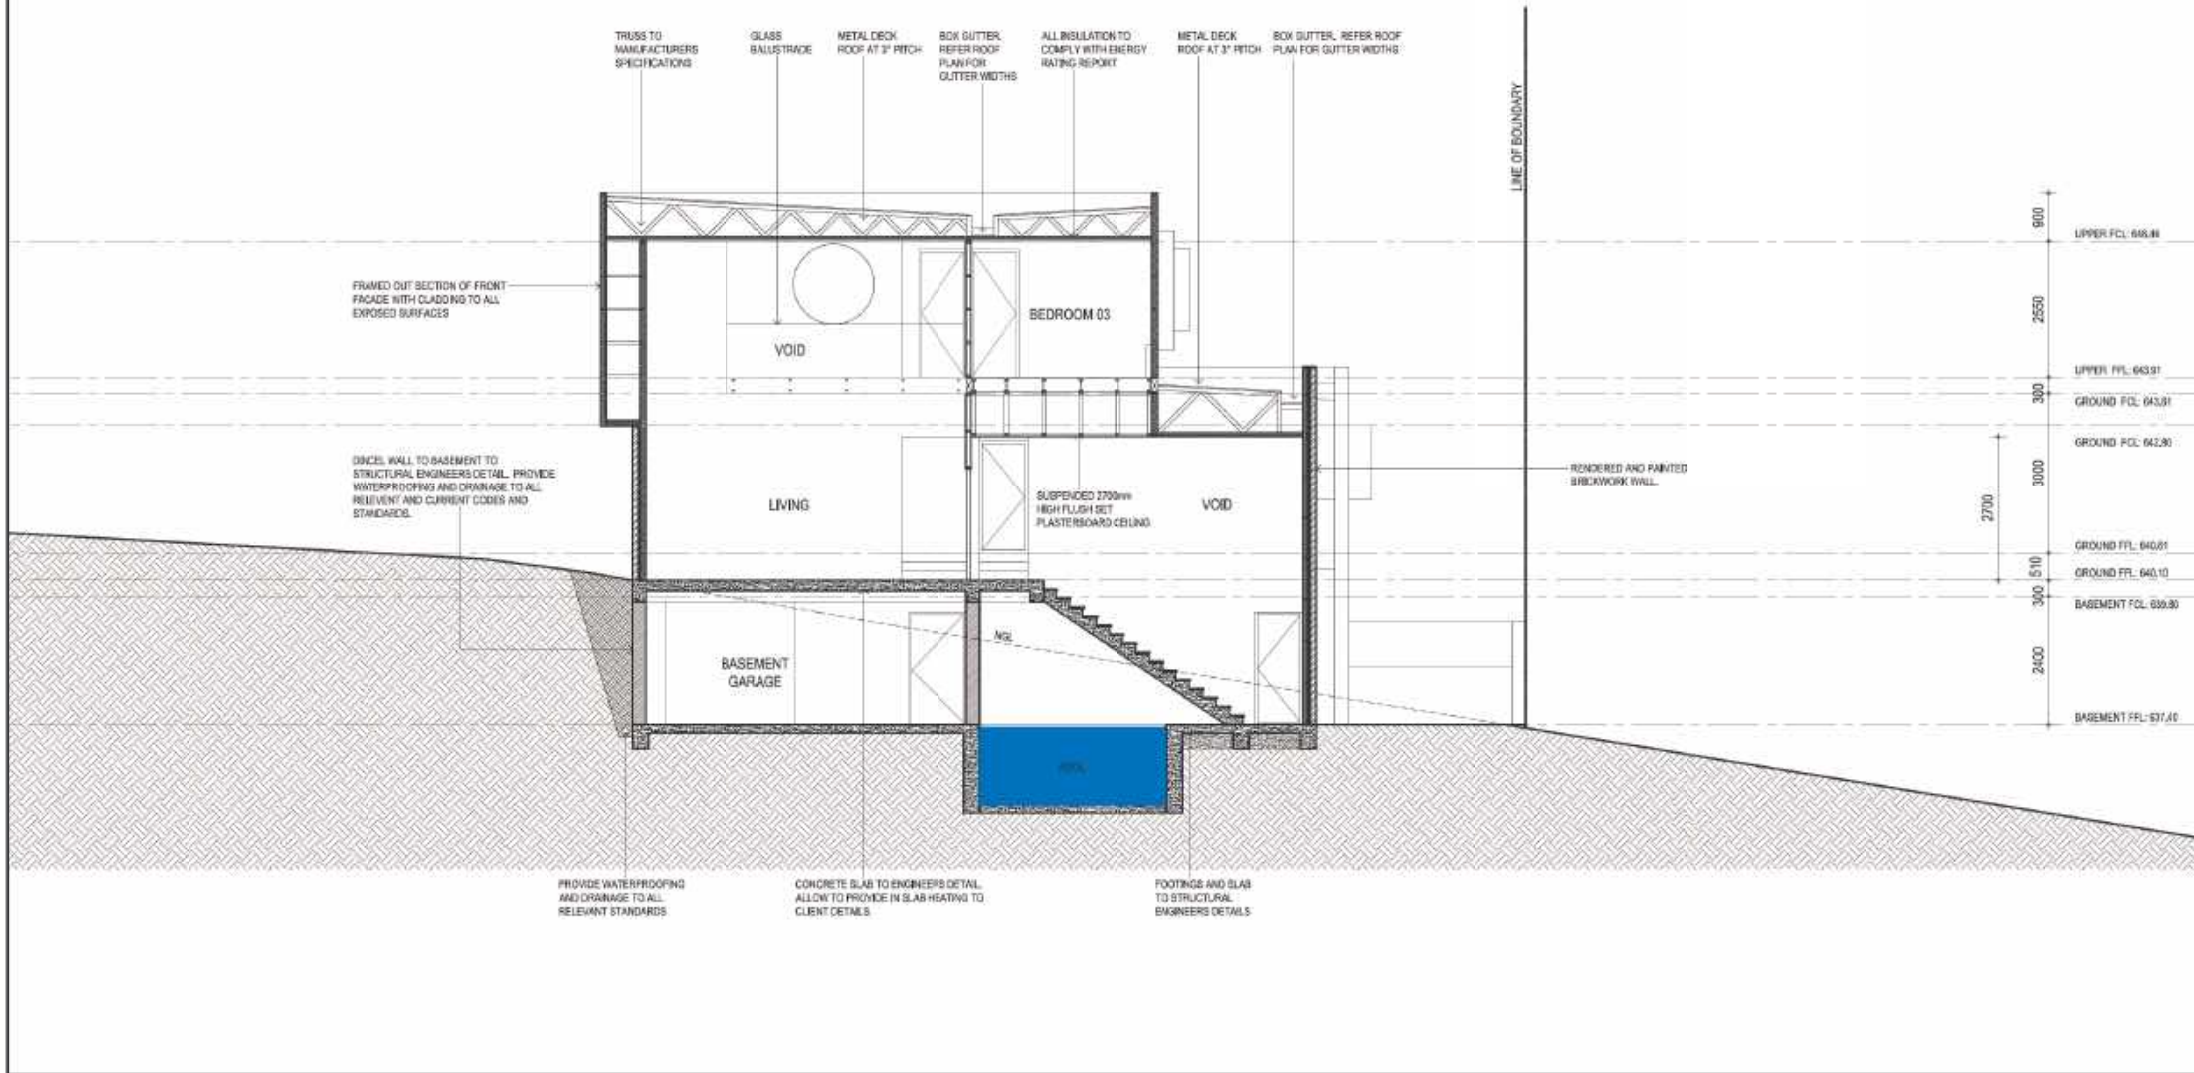 TRUSS TO
MANUFACTURERS
SPECIFICATIONS
GLASS
BALUSTRADE
METAL DECK
ROOF AT 3° PITCH
BOX GUTTER.
REFER ROOF
PLAN FOR
GUTTER WIDTHS
ALL INSULATION TO
COMPLY WITH ENERGY
RATING REPORT
METAL DECK
ROOF AT 3° PITCH
BOX GUTTER. REFER ROOF
PLAN FOR GUTTER WIDTHS
LINE OF BOUNDARY
900
UPPER FCL: 646.46
FRAMED OUT SECTION OF FRONT
FACADE WITH CLADDING TO ALL
EXPOSED SURFACES
BEDROOM 03
VOID
2550
UPPER FFL: 643.91
300
GROUND FCL: 643.61
GROUND FCL: 642.80
DINCEL WALL TO BASEMENT TO
STRUCTURAL ENGINEERS DETAIL. PROVIDE
WATERPROOFING AND DRAINAGE TO ALL
RELEVENT AND CURRENT CODES AND
STANDARDS.
RENDERED AND PAINTED
BRICKWORK WALL.
3000
2700
LIVING
SUSPENDED 2700mm
HIGH FLUSH SET
PLASTERBOARD CEILING
VOID
GROUND FFL: 640.61
510
GROUND FFL: 640.10
300
BASEMENT FCL: 639.80
NGL
BASEMENT
GARAGE
2400
BASEMENT FFL: 637.40
POOL
PROVIDE WATERPROOFING
AND DRAINAGE TO ALL
RELEVANT STANDARDS
CONCRETE SLAB TO ENGINEERS DETAIL.
ALLOW TO PROVIDE IN SLAB HEATING TO
CLIENT DETAILS
FOOTINGS AND SLAB
TO STRUCTURAL
ENGINEERS DETAILS